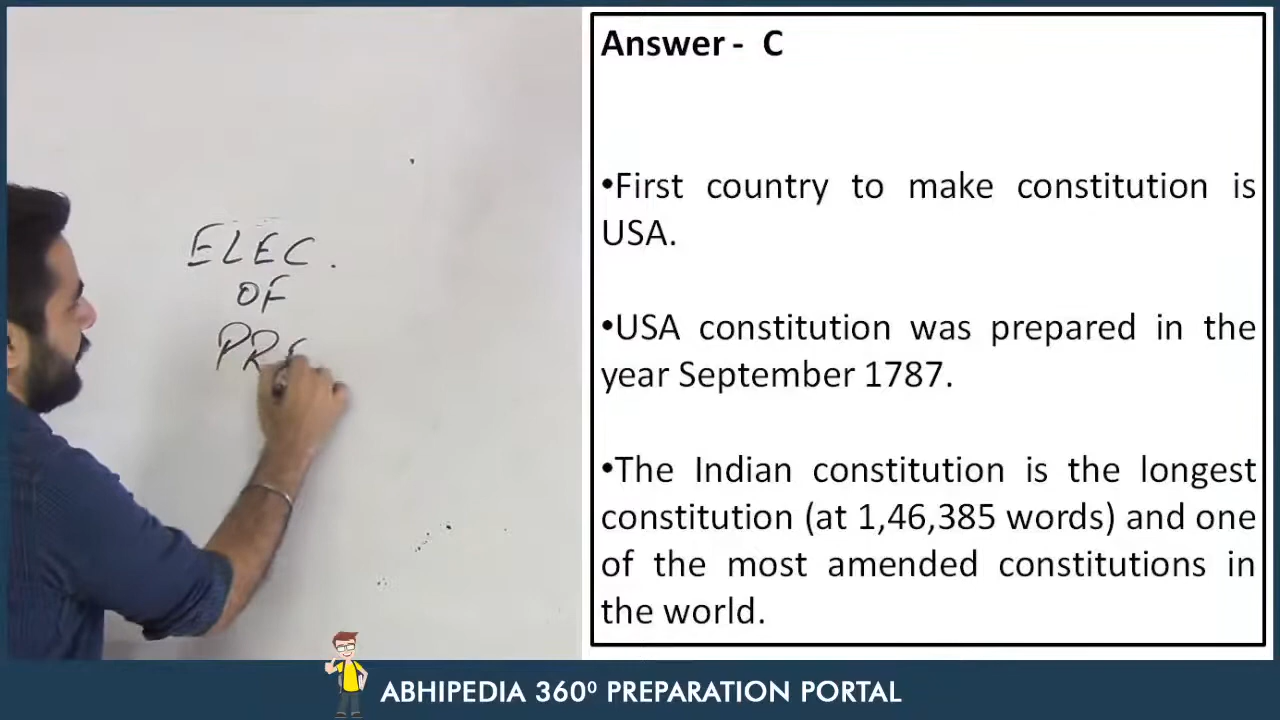 ELEC.
OF
PRE
Answer - C
•First country to make constitution is
USA.
•USA constitution was prepared in the
year September 1787.
•The Indian constitution is the longest
constitution (at 1,46,385 words) and one
of the most amended constitutions in
the world.
ABHIPEDIA 360⁰ PREPARATION PORTAL